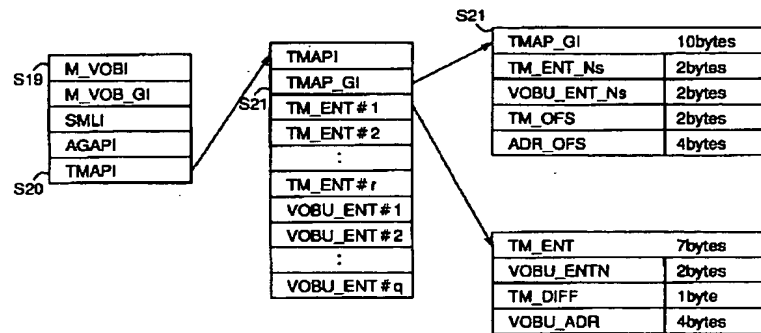 S19
M_VOBI
M_VOB_GI
SMLI
AGAPI
TMAPI
S20
TMAPI
TMAP_GI
S21
TM_ENT#1
TM_ENT#2
:
TM_ENT#r
VOBU_ENT#1
VOBU_ENT#2
:
VOBU_ENT#q
S21
TMAP_GI 10bytes
TM_ENT_Ns 2bytes
VOBU_ENT_Ns 2bytes
TM_OFS 2bytes
ADR_OFS 4bytes
TM_ENT 7bytes
VOBU_ENTN 2bytes
TM_DIFF 1byte
VOBU_ADR 4bytes